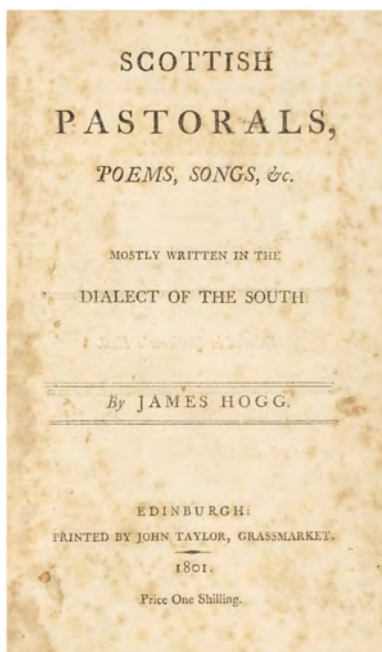 SCOTTISH
PASTORALS,
POEMS, SONGS, &c.
MOSTLY WRITTEN IN THE
DIALECT OF THE SOUTH.
By JAMES HOGG.
EDINBURGH:
PRINTED BY JOHN TAYLOR, GRASSMARKET.
1801.
Price One Shilling.